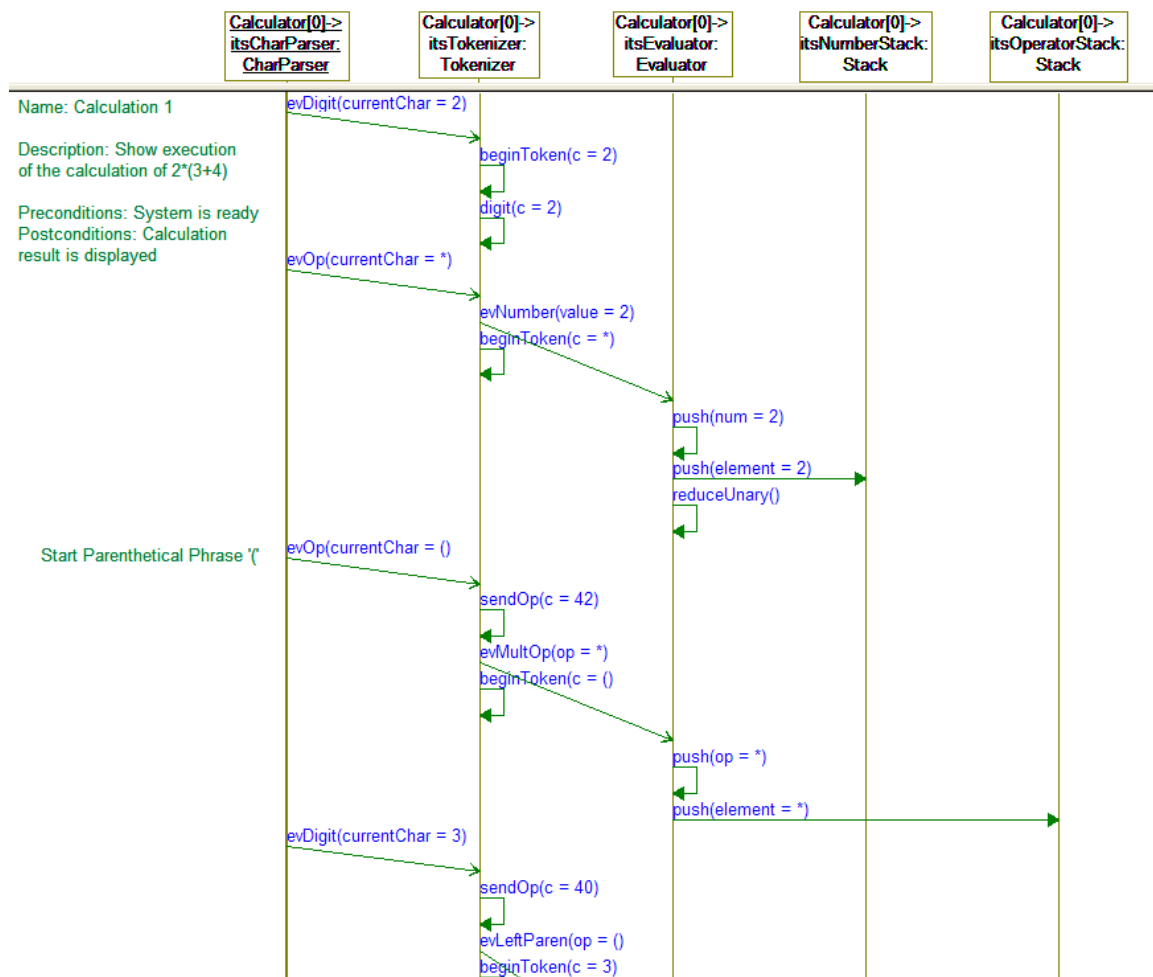 Calculator[0]->
itsCharParser:
CharParser
Calculator[0]->
itsTokenizer:
Tokenizer
Calculator[0]->
itsEvaluator:
Evaluator
Calculator[0]->
itsNumberStack:
Stack
Calculator[0]->
itsOperatorStack:
Stack
Name: Calculation 1
Description: Show execution
of the calculation of 2*(3+4)
Preconditions: System is ready
Postconditions: Calculation
result is displayed
evDigit(currentChar = 2)
beginToken(c = 2)
digit(c = 2)
evOp(currentChar = *)
evNumber(value = 2)
beginToken(c = *)
push(num = 2)
push(element = 2)
reduceUnary()
Start Parenthetical Phrase '('
evOp(currentChar = ()
sendOp(c = 42)
evMultOp(op = *)
beginToken(c = ()
push(op = *)
push(element = *)
evDigit(currentChar = 3)
sendOp(c = 40)
evLeftParen(op = ()
beginToken(c = 3)